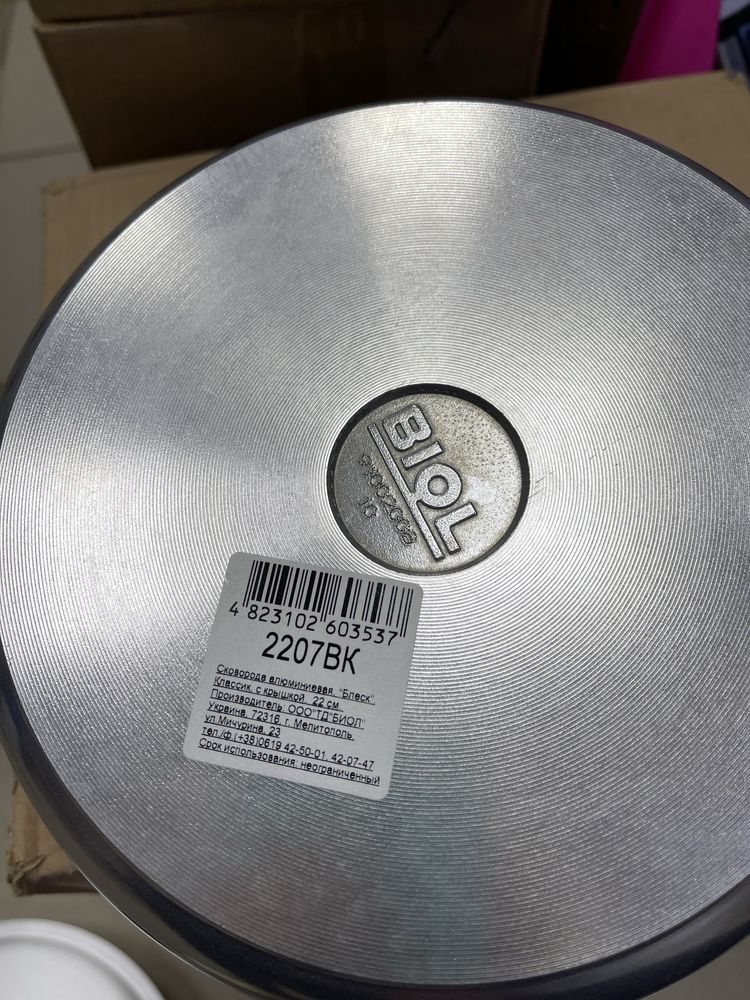 BIOL
10
4 823102 603537
2207ВК
Сковорода алюминиевая, "Блеск",
Классик, с крышкой, 22 см
Производитель: ООО"ТД"БИОЛ"
Украина, 72316, г. Мелитополь,
ул.Мичурина, 23
тел./ф.(+38)0619 42-50-01, 42-07-47
Срок использования: неограниченный